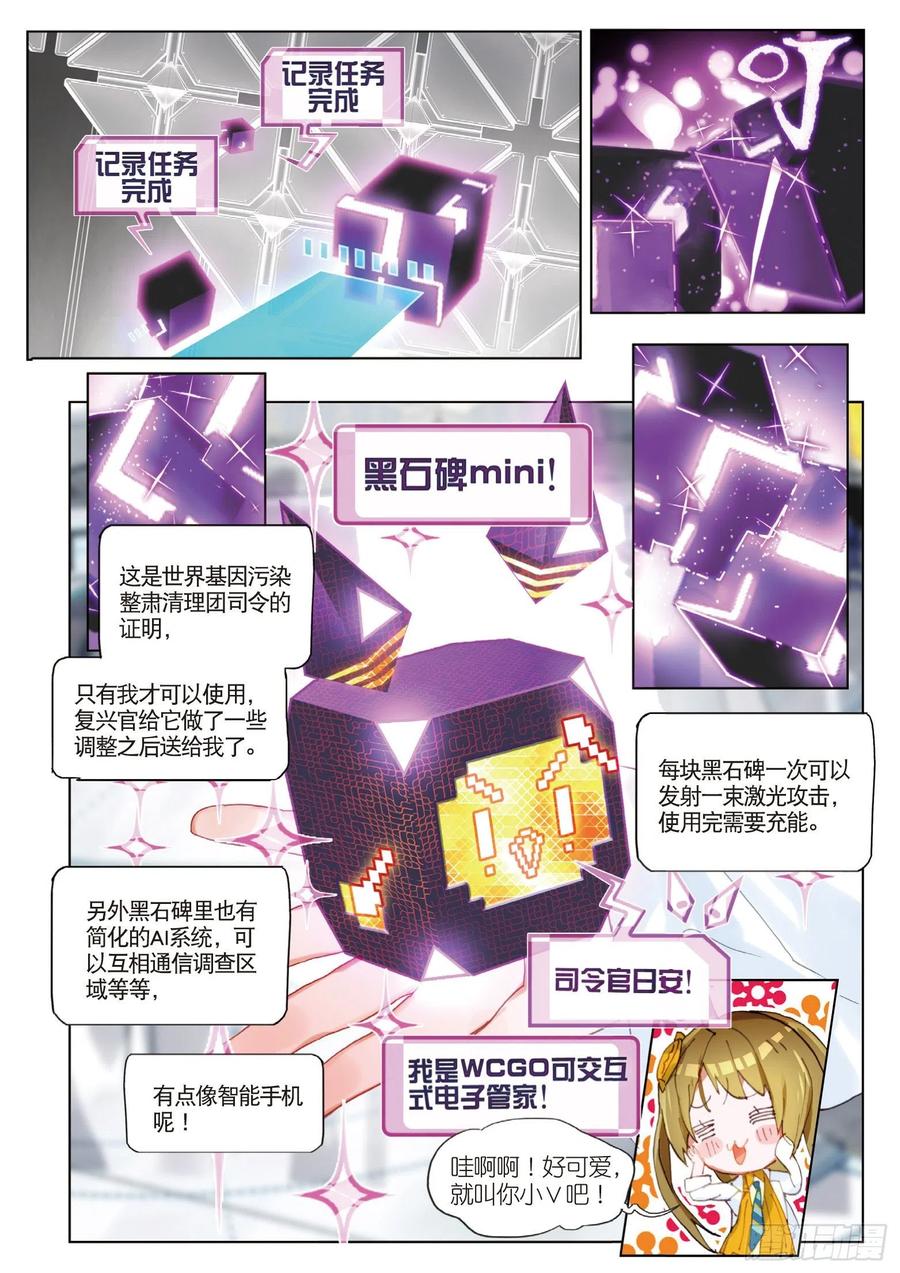 记录任务
完成
记录任务
完成
叮
黑石碑mini!
这是世界基因污染
整肃清理团司令的
证明，
只有我才可以使用，
复兴官给它做了一些
调整之后送给我了。
每块黑石碑一次可以
发射一束激光攻击，
使用完需要充能。
另外黑石碑里也有
简化的AI系统，可
以互相通信调查区
域等等，
司令官日安!
我是WCGO可交互
式电子管家!
有点像智能手机
呢！
哇啊啊！好可爱，
就叫你小V吧！
腾讯动漫